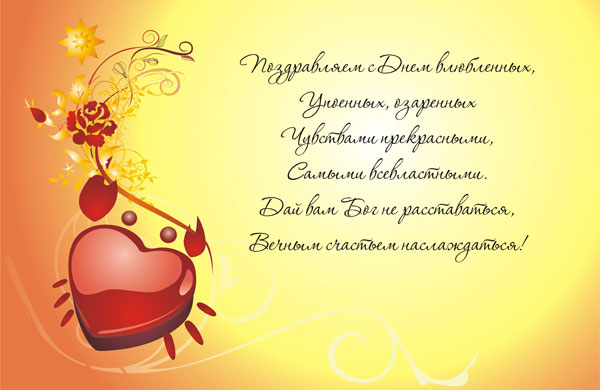 Поздравляем с Днем влюбленных,
Упоенных, озаренных
Чувствами прекрасными,
Самыми всевластными.
Дай вам Бог не расставаться,
Вечным счастьем наслаждаться!